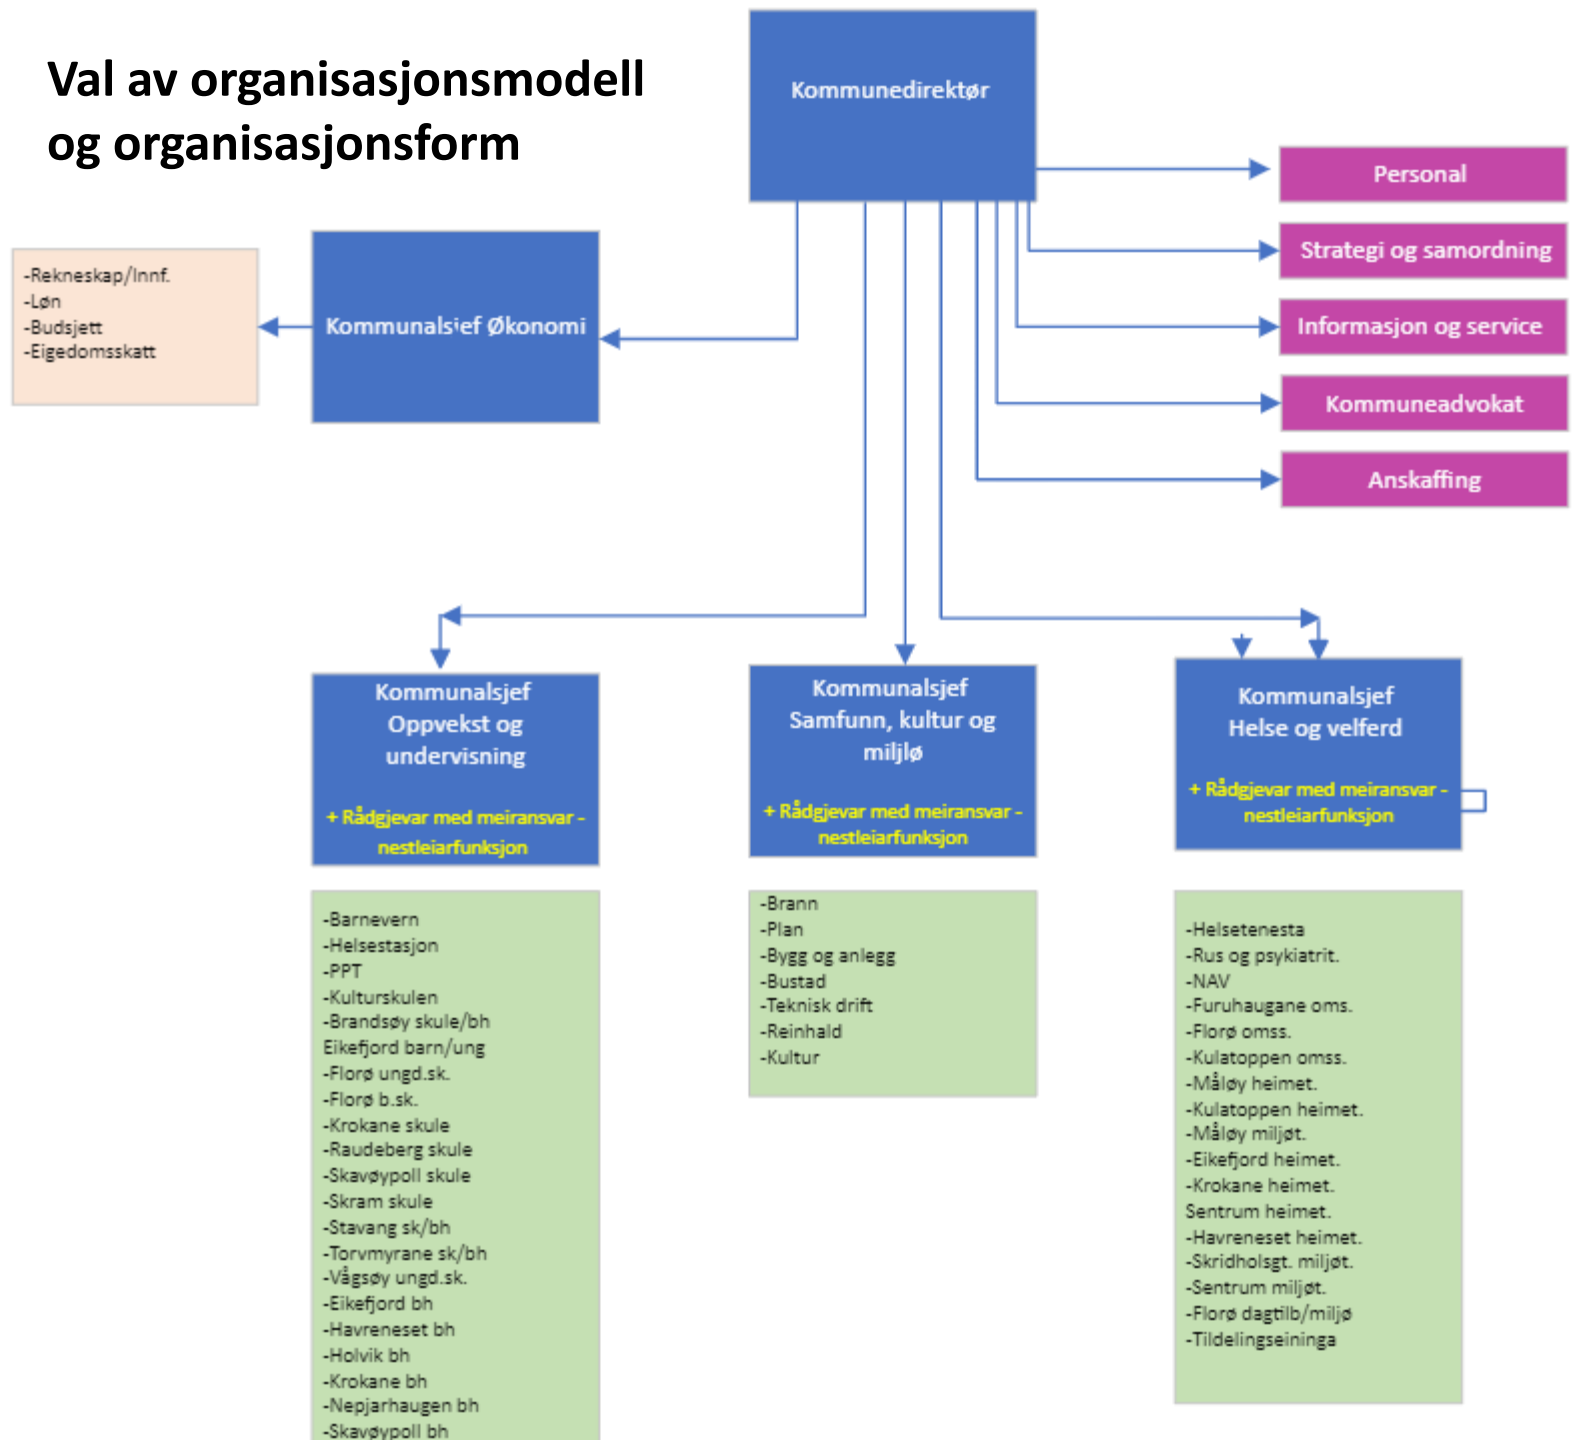 Val av organisasjonsmodell
og organisasjonsform
Kommunedirektør
Personal
Strategi og samordning
Informasjon og service
Kommuneadvokat
Anskaffing
-Rekneskap/Innf.
-Løn
-Budsjett
-Eigedomsskatt
Kommunalsjef Økonomi
Kommunalsjef
Oppvekst og
undervisning
+ Rådgjevar med meiransvar -
nestleiarfunksjon
Kommunalsjef
Samfunn, kultur og
miljlø
+ Rådgjevar med meiransvar -
nestleiarfunksjon
Kommunalsjef
Helse og velferd
+ Rådgjevar med meiransvar -
nestleiarfunksjon
-Barnevern
-Helsestasjon
-PPT
-Kulturskulen
-Brandsøy skule/bh
Eikefjord barn/ung
-Florø ungd.sk.
-Florø b.sk.
-Krokane skule
-Raudeberg skule
-Skavøypoll skule
-Skram skule
-Stavang sk/bh
-Torvmyrane sk/bh
-Vågsøy ungd.sk.
-Eikefjord bh
-Havreneset bh
-Holvik bh
-Krokane bh
-Nepjarhaugen bh
-Skavøypoll bh
-Brann
-Plan
-Bygg og anlegg
-Bustad
-Teknisk drift
-Reinhald
-Kultur
-Helsetenesta
-Rus og psykiatrit.
-NAV
-Furuhaugane oms.
-Florø omss.
-Kulatoppen omss.
-Måløy heimet.
-Kulatoppen heimet.
-Måløy miljøt.
-Eikefjord heimet.
-Krokane heimet.
Sentrum heimet.
-Havreneset heimet.
-Skridholsgt. miljøt.
-Sentrum miljøt.
-Florø dagtilb/miljø
-Tildelingseininga